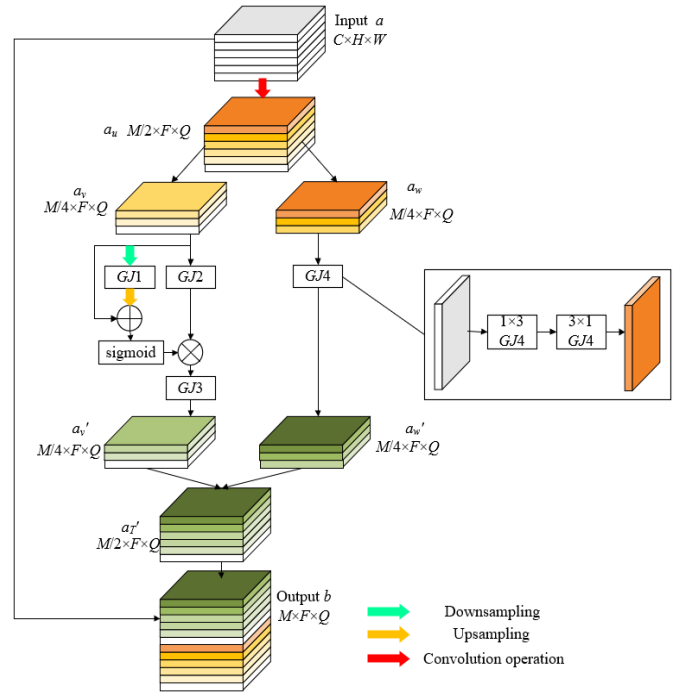 Input a
C×H×W
a_u M/2×F×Q
a_v
M/4×F×Q
a_w
M/4×F×Q
GJ1
GJ2
GJ4
1×3
GJ4
3×1
GJ4
sigmoid
GJ3
a_v′
M/4×F×Q
a_w′
M/4×F×Q
a_T′
M/2×F×Q
Output b
M×F×Q
Downsampling
Upsampling
Convolution operation